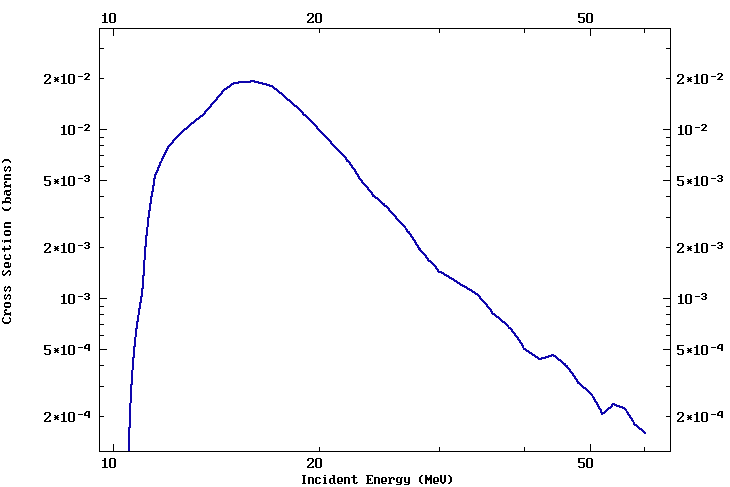 10 20 50
2*10⁻² 2*10⁻²
10⁻² 10⁻²
5*10⁻³ 5*10⁻³
2*10⁻³ 2*10⁻³
10⁻³ 10⁻³
5*10⁻⁴ 5*10⁻⁴
2*10⁻⁴ 2*10⁻⁴
Cross Section (barns)
10 20 50
Incident Energy (MeV)